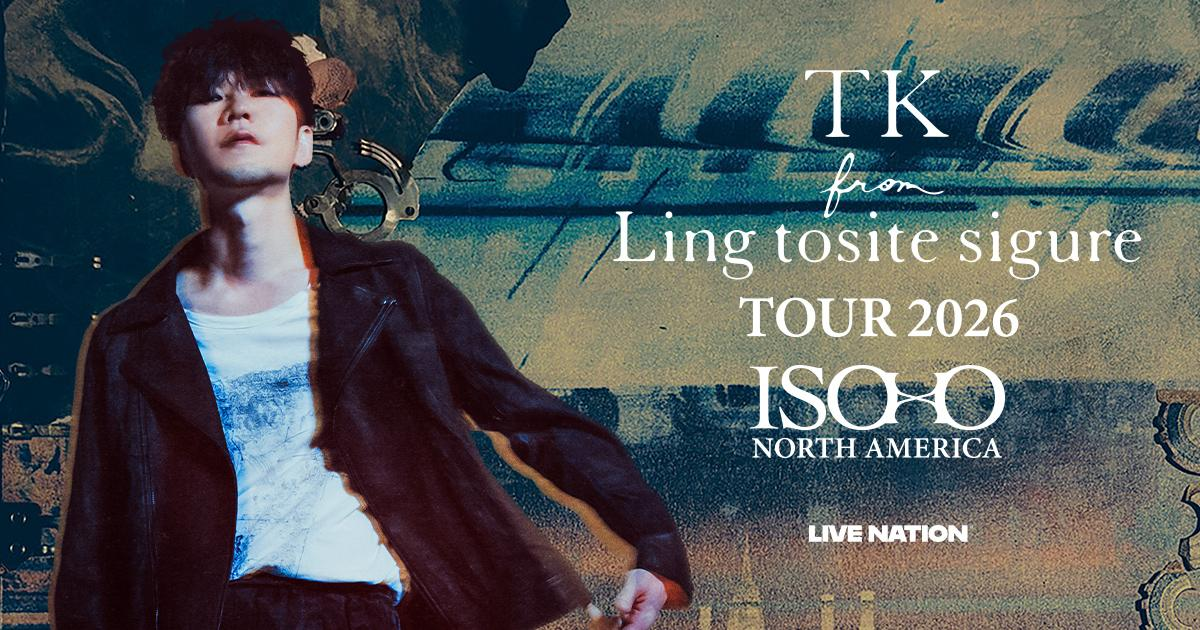 TK
from
Ling tosite sigure
TOUR 2026
ISOHO
NORTH AMERICA
LIVE NATION